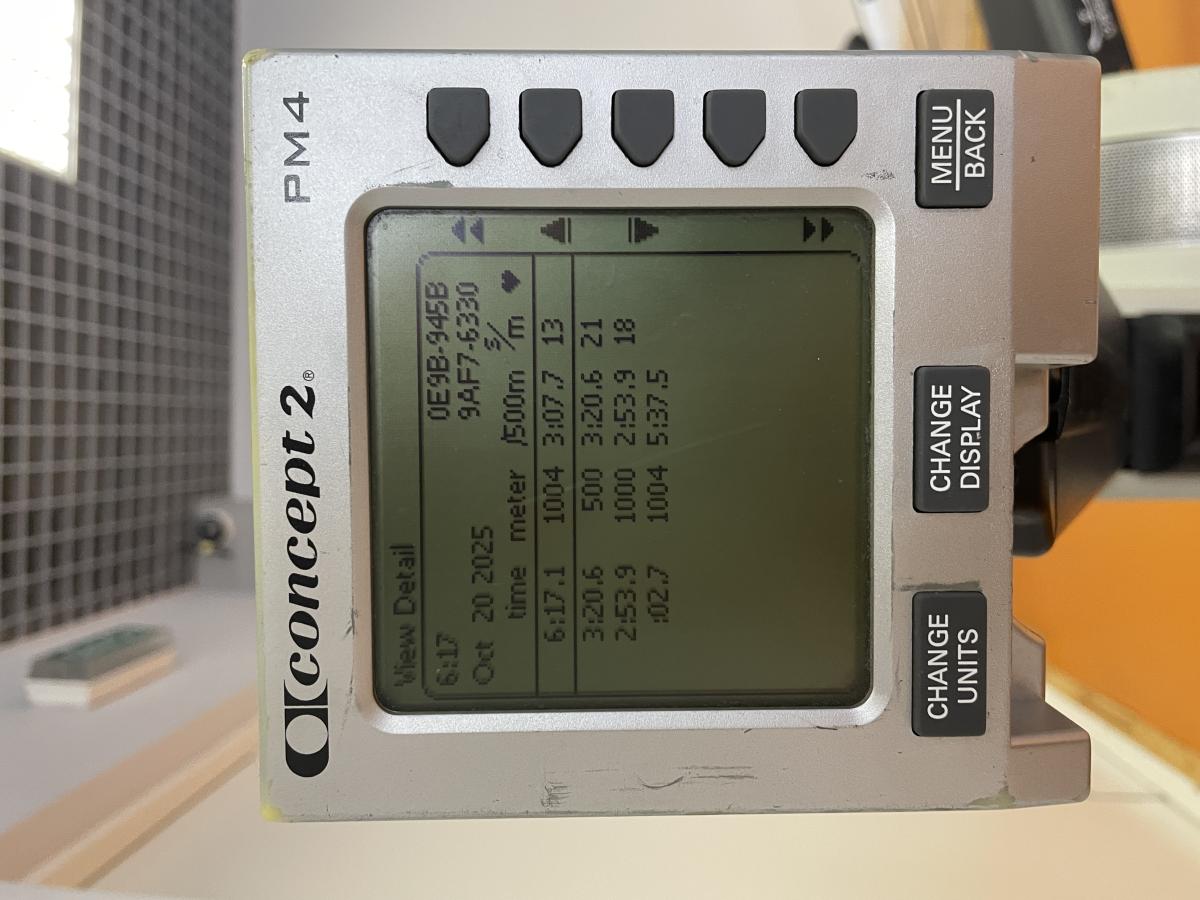 concept 2® PM4
View Detail
6:17 0E9B-945B
Oct 20 2025 9AF7-6330
time meter /500m s/m ♥
6:17.1 1004 3:07.7 13
3:20.6 500 3:20.6 21
2:53.9 1000 2:53.9 18
:02.7 1004 5:37.5
CHANGE UNITS
CHANGE DISPLAY
MENU BACK